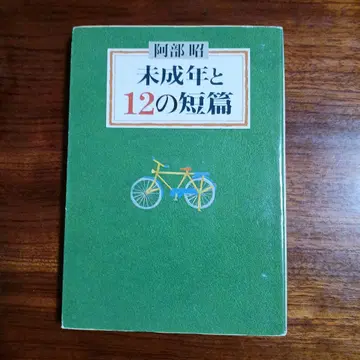 阿部 昭
未成年と
12の短篇